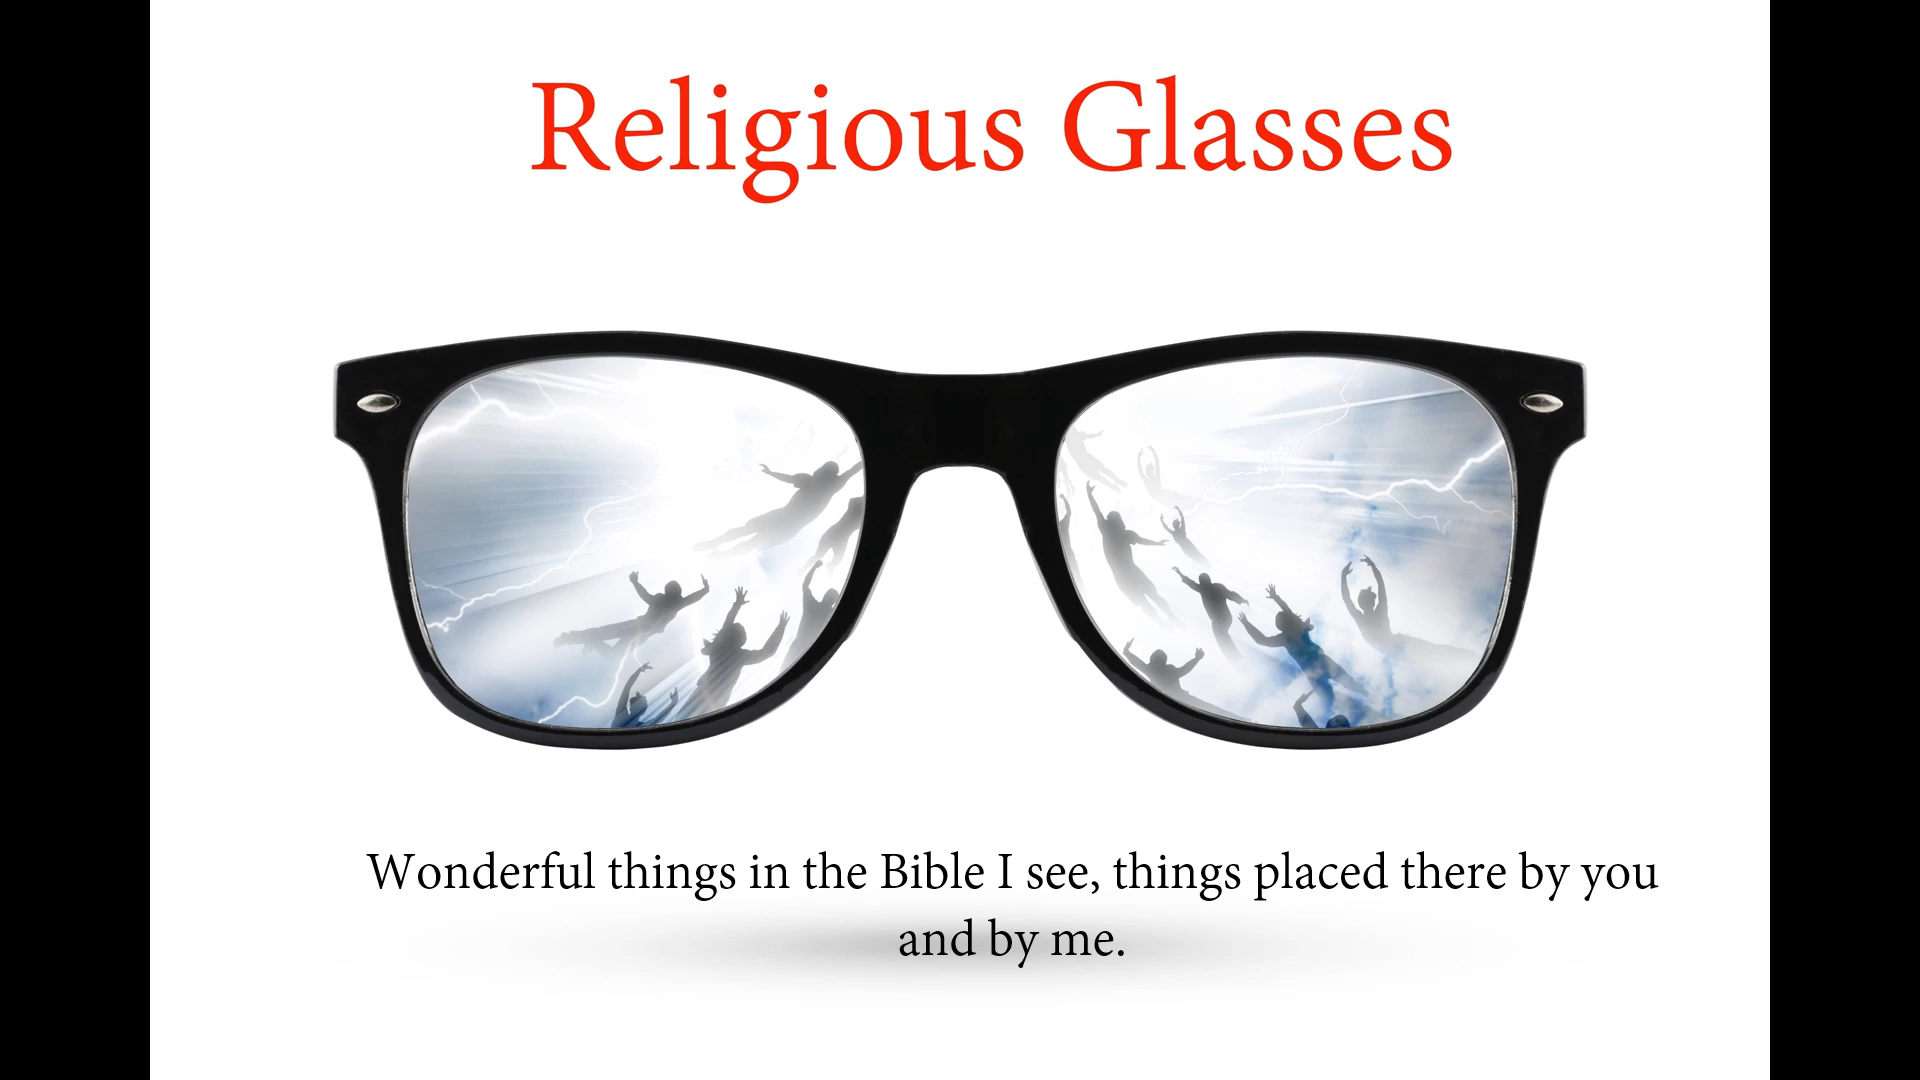 Religious Glasses
Wonderful things in the Bible I see, things placed there by you
and by me.